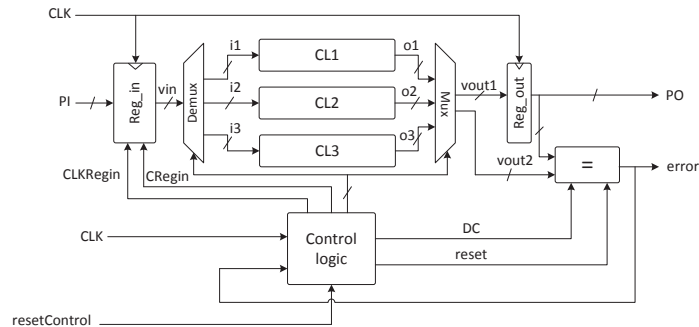 CLK
i1
CL1
o1
PI
Reg_in
vin
Demux
i2
CL2
o2
Mux
vout1
Reg_out
PO
i3
CL3
o3
vout2
=
error
CLKRegin
CRegin
CLK
Control
logic
DC
reset
resetControl